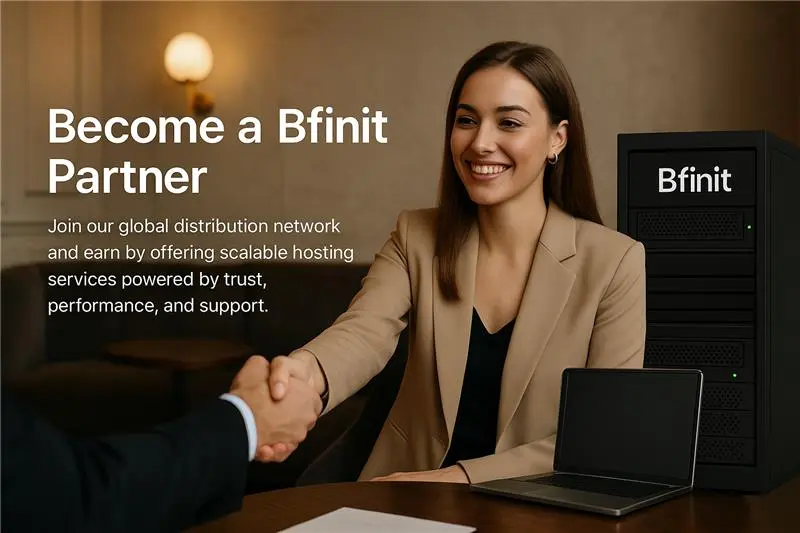 Become a Bfinit
Partner
Join our global distribution network
and earn by offering scalable hosting
services powered by trust,
performance, and support.
Bfinit